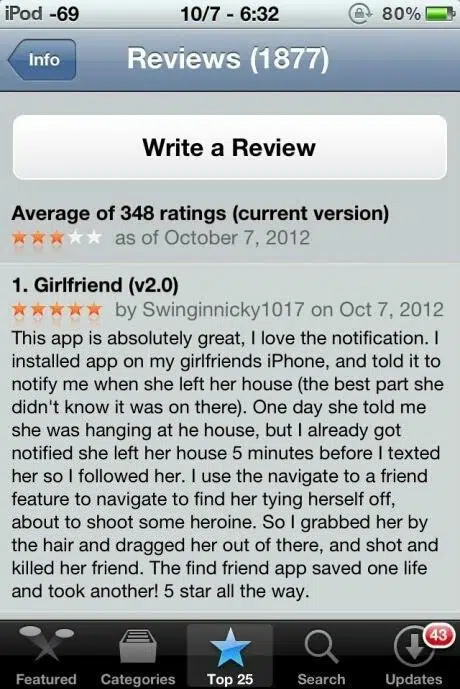 iPod -69 10/7 - 6:32 80%
Info Reviews (1877)
Write a Review
Average of 348 ratings (current version)
as of October 7, 2012
1. Girlfriend (v2.0)
by Swinginnicky1017 on Oct 7, 2012
This app is absolutely great, I love the notification. I
installed app on my girlfriends iPhone, and told it to
notify me when she left her house (the best part she
didn't know it was on there). One day she told me
she was hanging at he house, but I already got
notified she left her house 5 minutes before I texted
her so I followed her. I use the navigate to a friend
feature to navigate to find her tying herself off,
about to shoot some heroine. So I grabbed her by
the hair and dragged her out of there, and shot and
killed her friend. The find friend app saved one life
and took another! 5 star all the way.
43
Featured Categories Top 25 Search Updates